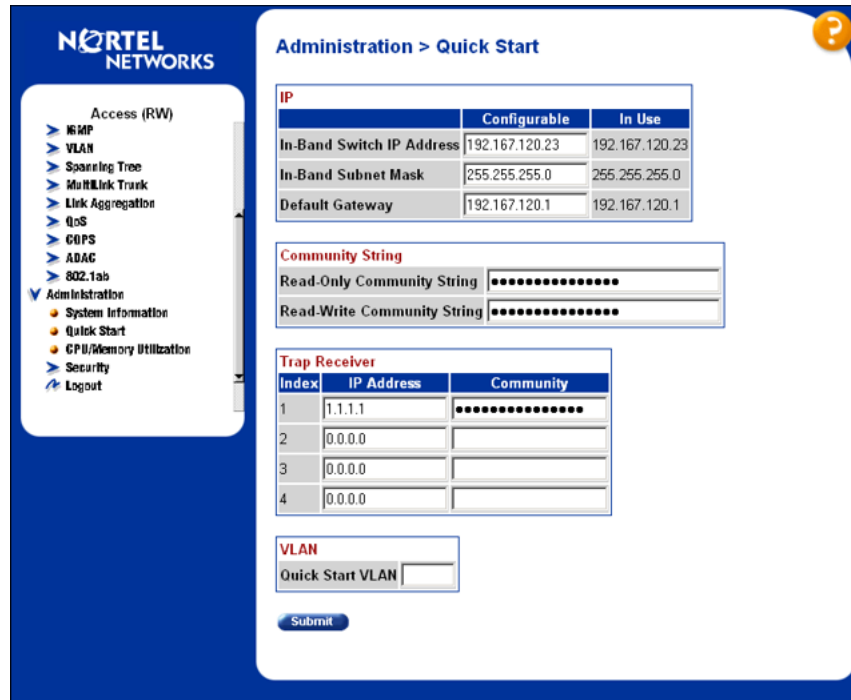 NORTEL
NETWORKS
Access (RW)
IGMP
VLAN
Spanning Tree
MultiLink Trunk
Link Aggregation
QoS
COPS
ADAC
802.1ab
Administration
System Information
Quick Start
CPU/Memory Utilization
Security
Logout
?
Administration > Quick Start
IP
Configurable In Use
In-Band Switch IP Address 192.167.120.23 192.167.120.23
In-Band Subnet Mask 255.255.255.0 255.255.255.0
Default Gateway 192.167.120.1 192.167.120.1
Community String
Read-Only Community String •••••••••••••••
Read-Write Community String •••••••••••••••
Trap Receiver
Index IP Address Community
1 1.1.1.1 •••••••••••••••
2 0.0.0.0
3 0.0.0.0
4 0.0.0.0
VLAN
Quick Start VLAN
Submit